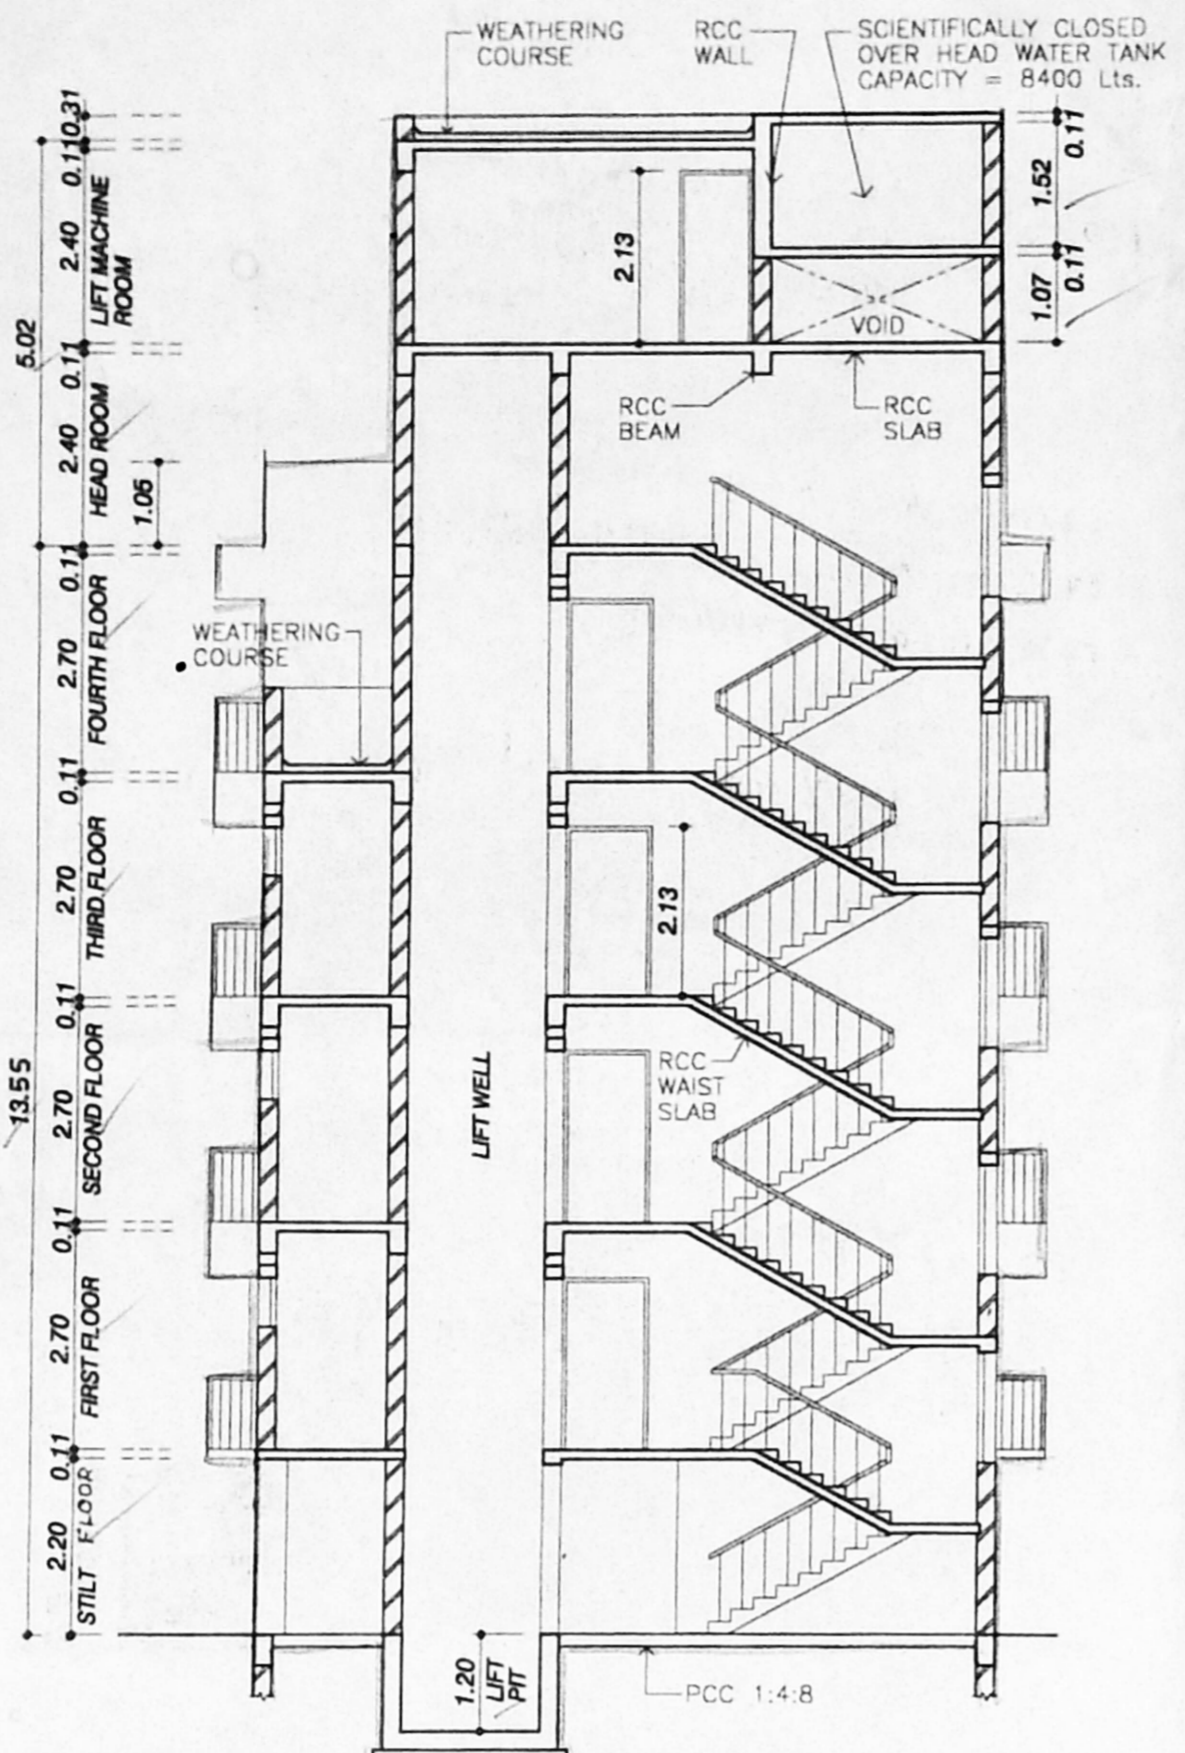 WEATHERING
COURSE
RCC
WALL
SCIENTIFICALLY CLOSED
OVER HEAD WATER TANK
CAPACITY = 8400 Lts.
0.31
0.11
2.40
LIFT MACHINE
ROOM
0.11
5.02
2.40
HEAD ROOM
1.05
2.13
0.11
1.52
0.11
1.07
VOID
RCC
BEAM
RCC
SLAB
0.11
2.70
FOURTH FLOOR
WEATHERING
COURSE
0.11
2.70
THIRD FLOOR
2.13
0.11
13.55
2.70
SECOND FLOOR
LIFT WELL
RCC
WAIST
SLAB
0.11
2.70
FIRST FLOOR
0.11
2.20
STILT FLOOR
1.20
LIFT
PIT
PCC 1:4:8